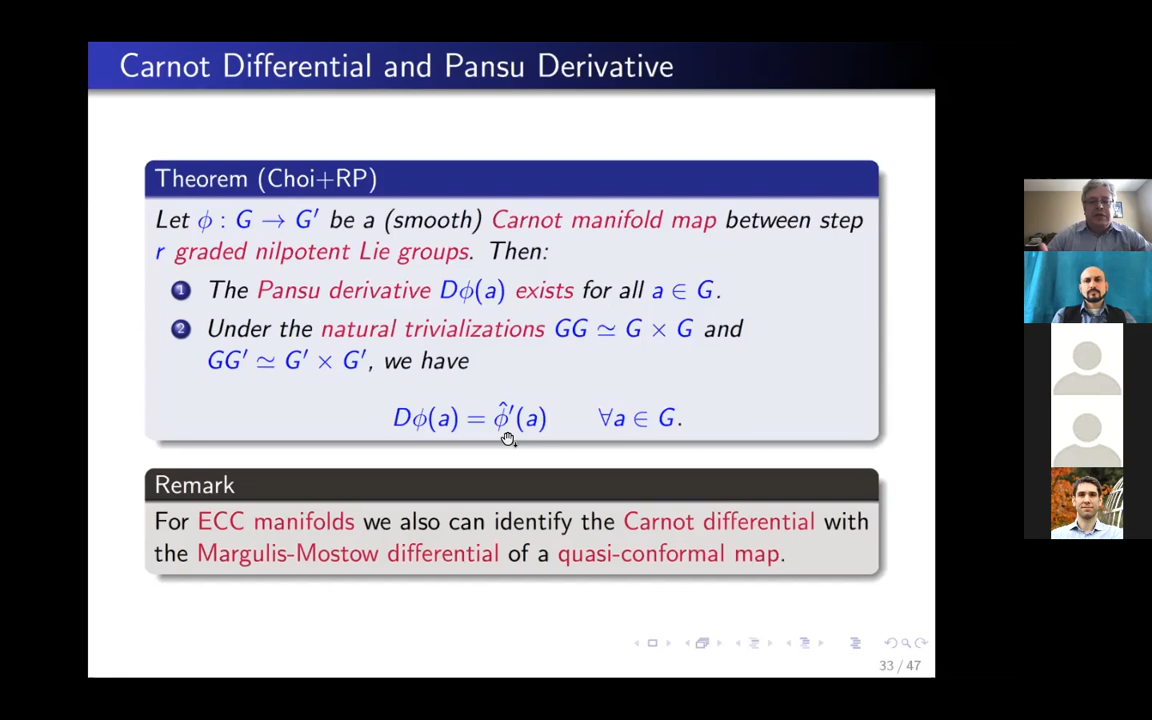 Carnot Differential and Pansu Derivative
Theorem (Choi+RP)
Let ϕ : G → G′ be a (smooth) Carnot manifold map between step
r graded nilpotent Lie groups. Then:
1 The Pansu derivative Dϕ(a) exists for all a ∈ G.
2 Under the natural trivializations GG ≃ G × G and
GG′ ≃ G′ × G′, we have
Dϕ(a) = ϕ̂′(a) ∀a ∈ G.
Remark
For ECC manifolds we also can identify the Carnot differential with
the Margulis-Mostow differential of a quasi-conformal map.
33 / 47